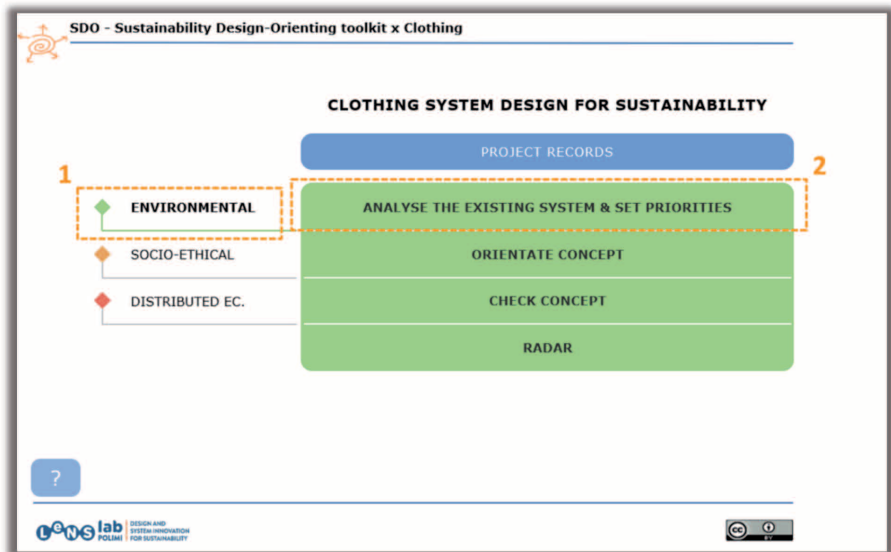 SDO - Sustainability Design-Orienting toolkit x Clothing
CLOTHING SYSTEM DESIGN FOR SUSTAINABILITY
PROJECT RECORDS
1
2
ENVIRONMENTAL
ANALYSE THE EXISTING SYSTEM & SET PRIORITIES
SOCIO-ETHICAL
ORIENTATE CONCEPT
DISTRIBUTED EC.
CHECK CONCEPT
RADAR
?
LeNS lab
POLIMI
DESIGN AND
SYSTEM INNOVATION
FOR SUSTAINABILITY
cc
BY